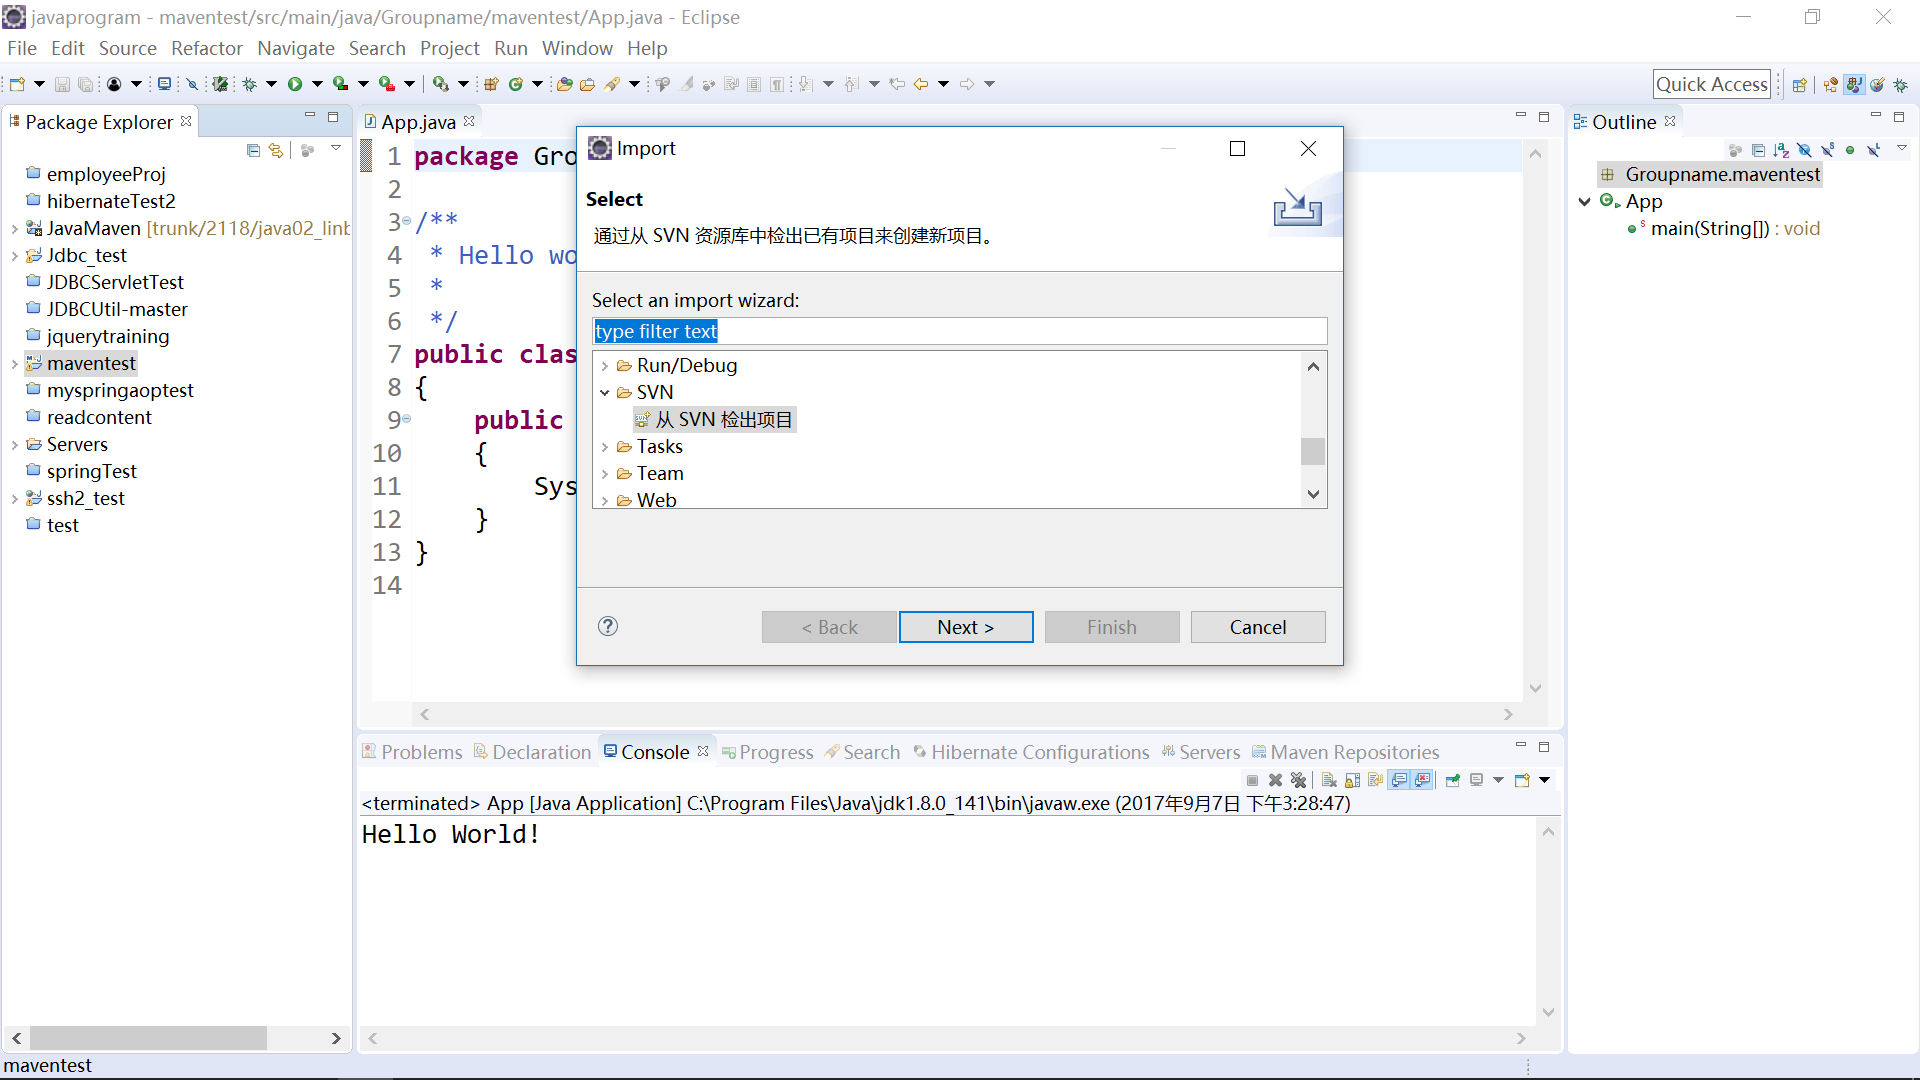 javaprogram - maventest/src/main/java/Groupname/maventest/App.java - Eclipse
File Edit Source Refactor Navigate Search Project Run Window Help
Quick Access
Package Explorer
employeeProj
hibernateTest2
JavaMaven [trunk/2118/java02_linb
Jdbc_test
JDBCServletTest
JDBCUtil-master
jquerytraining
maventest
myspringaoptest
readcontent
Servers
springTest
ssh2_test
test
App.java
1 package Gro
2
3 /**
4 * Hello wo
5 *
6 */
7 public clas
8 {
9 public
10 {
11 Sys
12 }
13 }
14
Import
Select
通过从 SVN 资源库中检出已有项目来创建新项目。
Select an import wizard:
type filter text
Run/Debug
SVN
从 SVN 检出项目
Tasks
Team
Web
< Back Next > Finish Cancel
Outline
Groupname.maventest
App
main(String[]) : void
Problems Declaration Console Progress Search Hibernate Configurations Servers Maven Repositories
<terminated> App [Java Application] C:\Program Files\Java\jdk1.8.0_141\bin\javaw.exe (2017年9月7日 下午3:28:47)
Hello World!
maventest